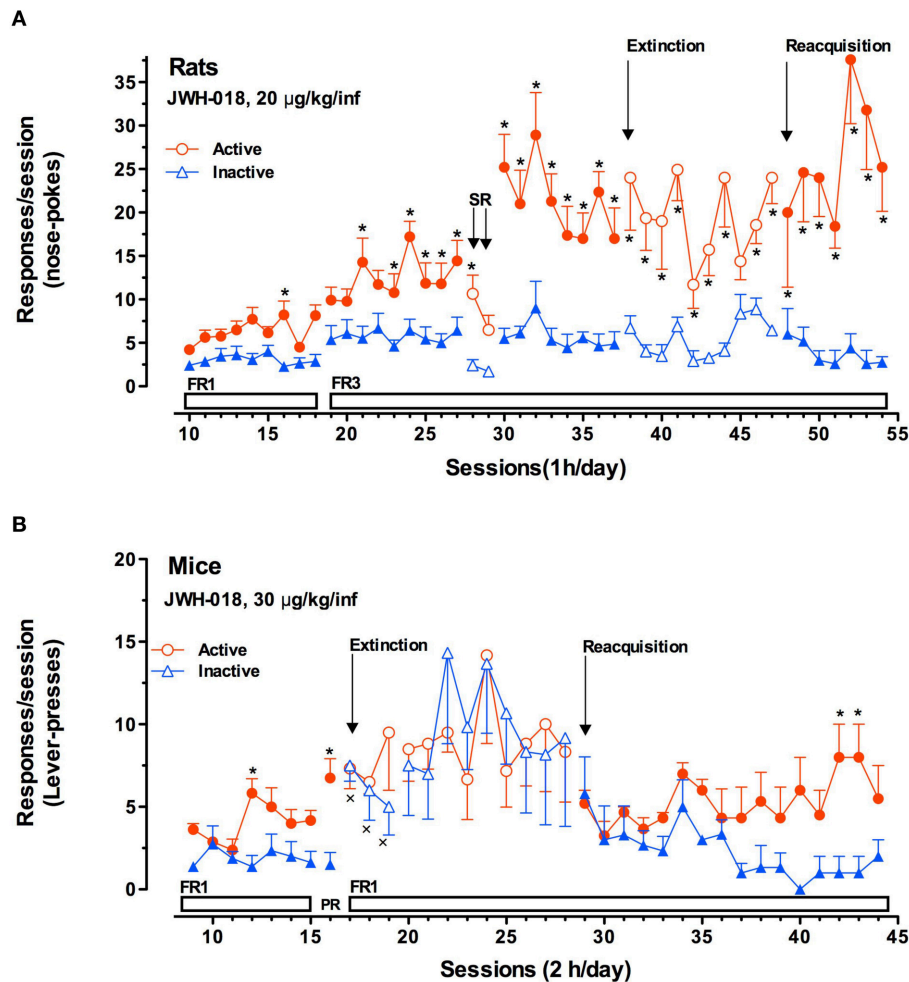 A
Rats
JWH-018, 20 µg/kg/inf
Active
Inactive
Extinction
Reacquisition
SR
* * * * * * * * * * * * * * * * * * * * * * * * * * * * * * *
Responses/session
(nose-pokes)
35
30
25
20
15
10
5
0
FR1
FR3
10 15 20 25 30 35 40 45 50 55
Sessions(1h/day)
B
Mice
JWH-018, 30 µg/kg/inf
Active
Inactive
Extinction
Reacquisition
* * * *
× × ×
Responses/session
(Lever-presses)
20
15
10
5
0
FR1
PR
FR1
10 15 20 25 30 35 40 45
Sessions (2 h/day)